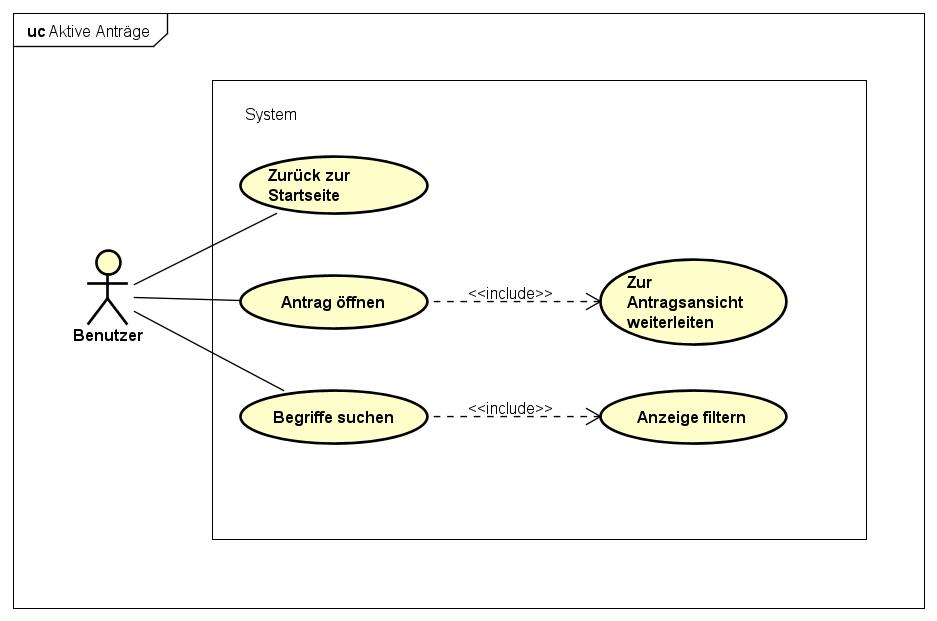 uc Aktive Anträge
System
Zurück zur
Startseite
Benutzer
Antrag öffnen
<<include>>
Zur
Antragsansicht
weiterleiten
Begriffe suchen
<<include>>
Anzeige filtern